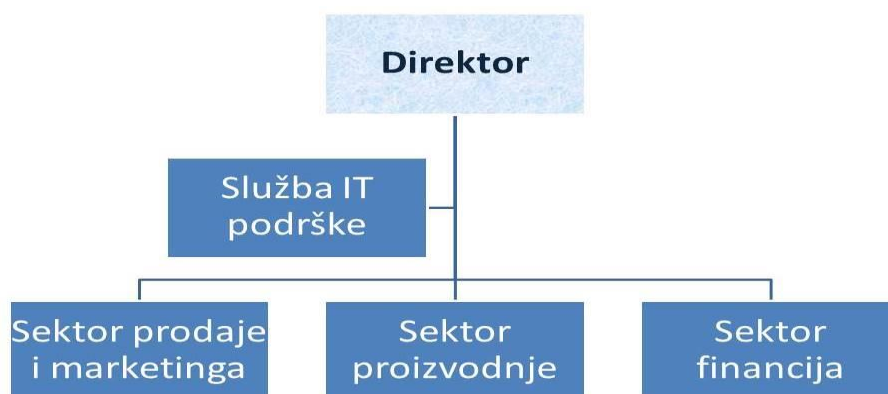 Direktor
Služba IT
podrške
Sektor prodaje
i marketinga
Sektor
proizvodnje
Sektor
financija